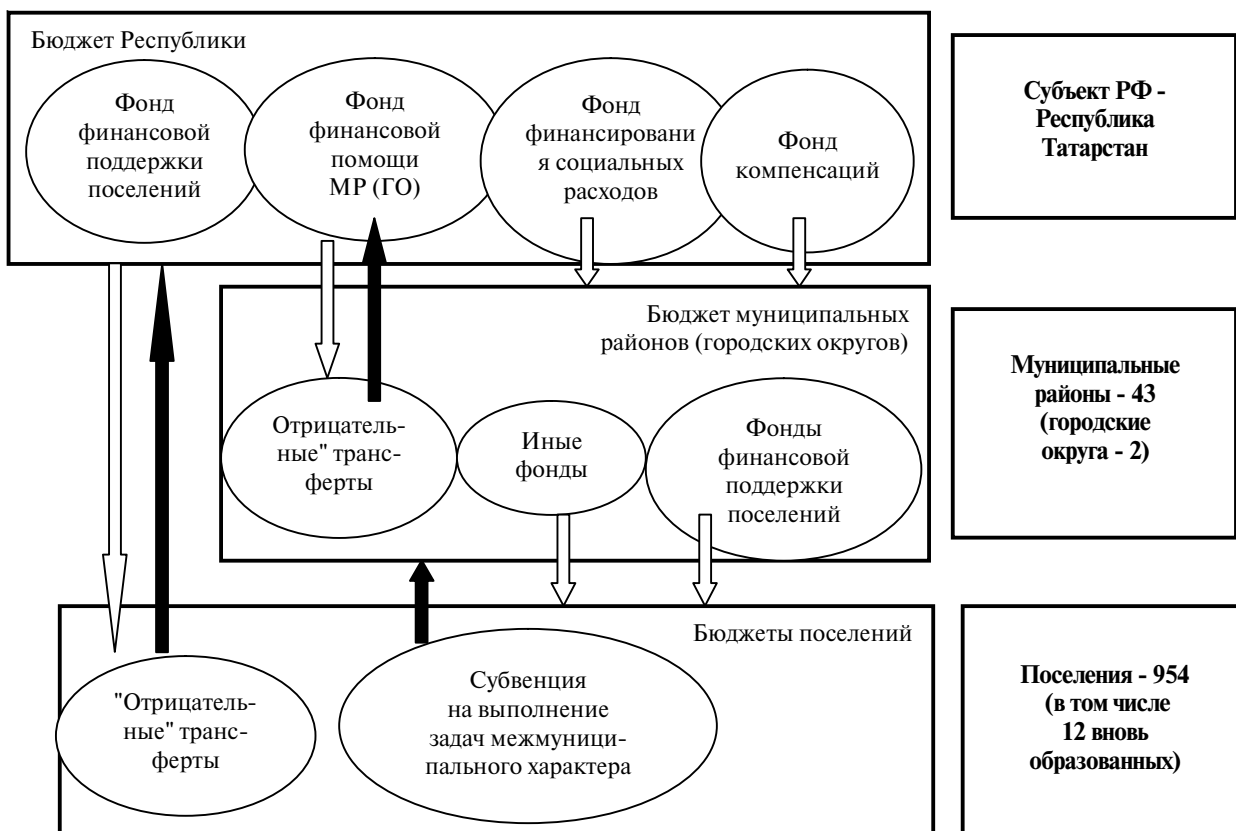 Бюджет Республики
Фонд
финансовой
поддержки
поселений
Фонд
финансовой
помощи
МР (ГО)
Фонд
финансировани
я социальных
расходов
Фонд
компенсаций
Субъект РФ -
Республика
Татарстан
Бюджет муниципальных
районов (городских округов)
Отрицатель-
ные" транс-
ферты
Иные
фонды
Фонды
финансовой
поддержки
поселений
Муниципальные
районы - 43
(городские
округа - 2)
Бюджеты поселений
"Отрицатель-
ные" транс-
ферты
Субвенция
на выполнение
задач межмуници-
пального характера
Поселения - 954
(в том числе
12 вновь
образованных)